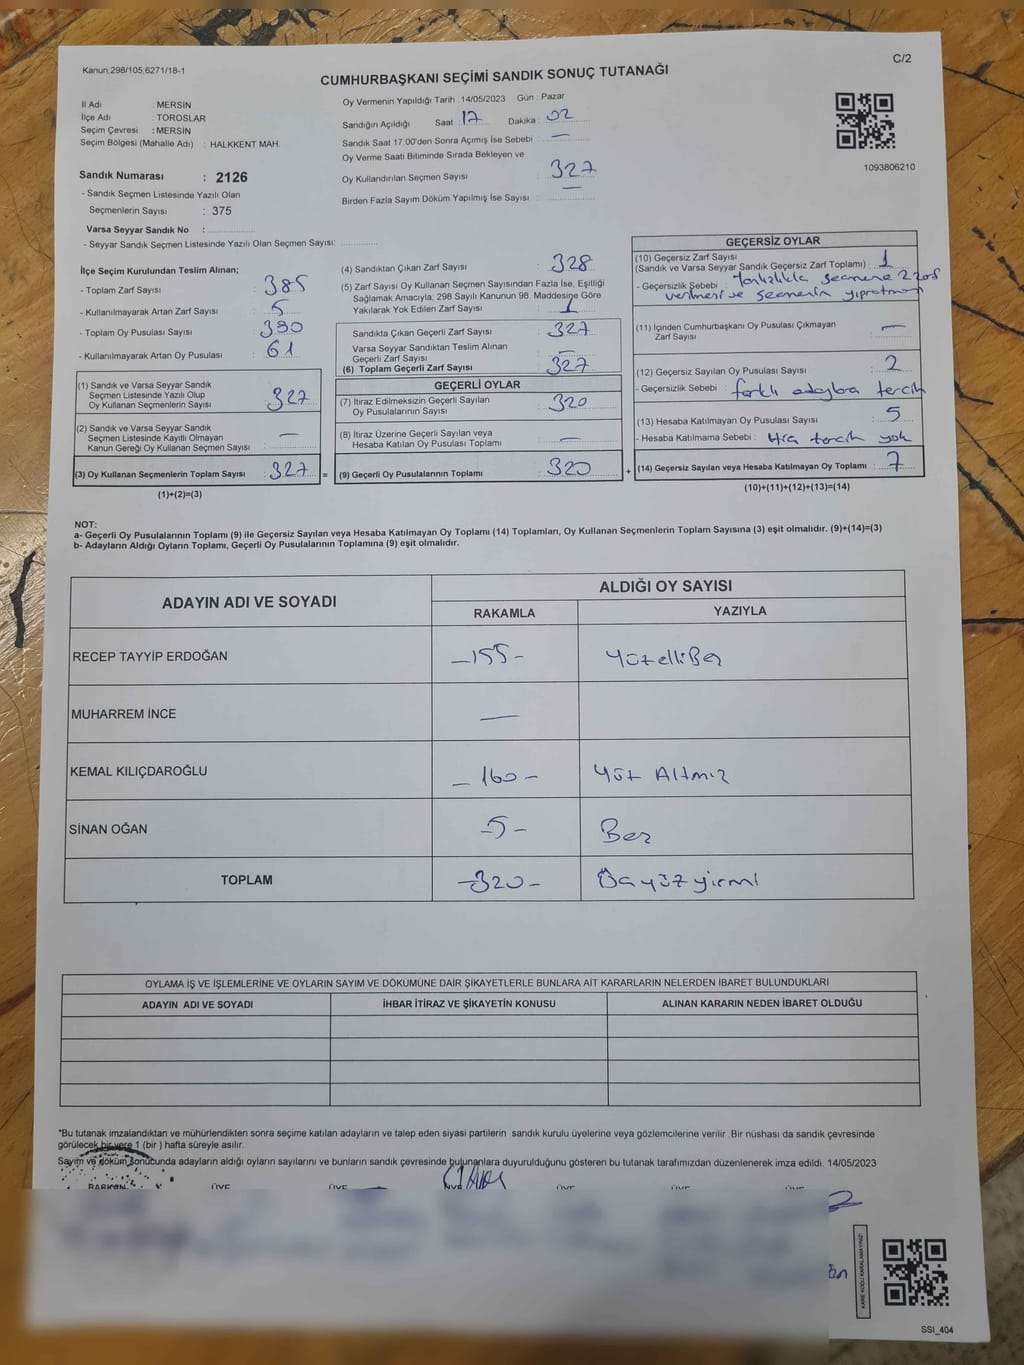 Kanun;298/105;6271/18-1
C/2
CUMHURBAŞKANI SEÇİMİ SANDIK SONUÇ TUTANAĞI
İl Adı : MERSİN
İlçe Adı : TOROSLAR
Seçim Çevresi : MERSİN
Seçim Bölgesi (Mahalle Adı) : HALKKENT MAH.
Sandık Numarası : 2126
- Sandık Seçmen Listesinde Yazılı Olan
Seçmenlerin Sayısı : 375
Varsa Seyyar Sandık No :
- Seyyar Sandık Seçmen Listesinde Yazılı Olan Seçmen Sayısı:
Oy Vermenin Yapıldığı Tarih : 14/05/2023 Gün : Pazar
Sandığın Açıldığı Saat : 17 Dakika : 02
Sandık Saat 17:00'den Sonra Açımış İse Sebebi : —
Oy Verme Saati Bitiminde Sırada Bekleyen ve
Oy Kullandırılan Seçmen Sayısı : 327
Birden Fazla Sayım Döküm Yapılmış İse Sayısı : —
1093806210
İlçe Seçim Kurulundan Teslim Alınan;
- Toplam Zarf Sayısı : 385
- Kullanılmayarak Artan Zarf Sayısı : 5
- Toplam Oy Pusulası Sayısı : 390
- Kullanılmayarak Artan Oy Pusulası : 61
(1) Sandık ve Varsa Seyyar Sandık
Seçmen Listesinde Yazılı Olup
Oy Kullanan Seçmenlerin Sayısı : 327
(2) Sandık ve Varsa Seyyar Sandık
Seçmen Listesinde Kayıtlı Olmayan
Kanun Gereği Oy Kullanan Seçmen Sayısı : —
(3) Oy Kullanan Seçmenlerin Toplam Sayısı : 327 =
(1)+(2)=(3)
(4) Sandıktan Çıkan Zarf Sayısı : 328
(5) Zarf Sayısı Oy Kullanan Seçmen Sayısından Fazla İse, Eşitliği
Sağlamak Amacıyla, 298 Sayılı Kanunun 98. Maddesine Göre
Yakılarak Yok Edilen Zarf Sayısı : 1
Sandıkta Çıkan Geçerli Zarf Sayısı : 327
Varsa Seyyar Sandıktan Teslim Alınan
Geçerli Zarf Sayısı : —
(6) Toplam Geçerli Zarf Sayısı : 327
GEÇERLİ OYLAR
(7) İtiraz Edilmeksizin Geçerli Sayılan
Oy Pusulalarının Sayısı : 320
(8) İtiraz Üzerine Geçerli Sayılan veya
Hesaba Katılan Oy Pusulası Toplamı : —
(9) Geçerli Oy Pusulalarının Toplamı : 320 +
GEÇERSİZ OYLAR
(10) Geçersiz Zarf Sayısı
(Sandık ve Varsa Seyyar Sandık Geçersiz Zarf Toplamı) : 1
- Geçersizlik Sebebi : Yanlışlıkla seçmene 2 zarf
verilmesi ve seçmenin yıpratması
(11) İçinden Cumhurbaşkanı Oy Pusulası Çıkmayan
Zarf Sayısı : —
(12) Geçersiz Sayılan Oy Pusulası Sayısı : 2
- Geçersizlik Sebebi : farklı adaylara tercih
(13) Hesaba Katılmayan Oy Pusulası Sayısı : 5
- Hesaba Katılmama Sebebi : Hiç tercih yok
(14) Geçersiz Sayılan veya Hesaba Katılmayan Oy Toplamı : 7
(10)+(11)+(12)+(13)=(14)
NOT:
a- Geçerli Oy Pusulalarının Toplamı (9) ile Geçersiz Sayılan veya Hesaba Katılmayan Oy Toplamı (14) Toplamları, Oy Kullanan Seçmenlerin Toplam Sayısına (3) eşit olmalıdır. (9)+(14)=(3)
b- Adayların Aldığı Oyların Toplamı, Geçerli Oy Pusulalarının Toplamına (9) eşit olmalıdır.
ADAYIN ADI VE SOYADI
ALDIĞI OY SAYISI
RAKAMLA YAZIYLA
RECEP TAYYİP ERDOĞAN –155– Yüzelli Beş
MUHARREM İNCE —
KEMAL KILIÇDAROĞLU –160– Yüz Altmış
SİNAN OĞAN –5– Beş
TOPLAM –320– Üç yüz yirmi
OYLAMA İŞ VE İŞLEMLERİNE VE OYLARIN SAYIM VE DÖKÜMÜNE DAİR ŞİKAYETLERLE BUNLARA AİT KARARLARIN NELERDEN İBARET BULUNDUKLARI
ADAYIN ADI VE SOYADI İHBAR İTİRAZ VE ŞİKAYETİN KONUSU ALINAN KARARIN NEDEN İBARET OLDUĞU
*Bu tutanak imzalandıktan ve mühürlendikten sonra seçime katılan adayların ve talep eden siyasi partilerin sandık kurulu üyelerine veya gözlemcilerine verilir .Bir nüshası da sandık çevresinde
görülecek bir yere 1 (bir ) hafta süreyle asılır.
Sayım ve döküm sonucunda adayların aldığı oyların sayılarını ve bunların sandık çevresinde bulunanlara duyurulduğunu gösteren bu tutanak tarafımızdan düzenlenerek imza edildi. 14/05/2023
BAŞKAN ÜYE ÜYE ÜYE ÜYE ÜYE ÜYE
KARE KODU KARALAMAYINIZ!
SSI_404